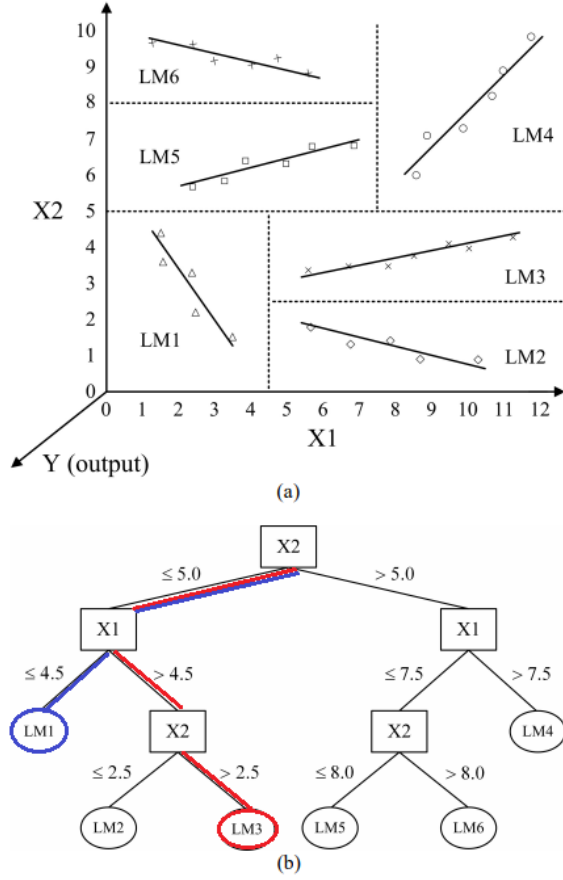 10
9
8
7
6
5
4
3
2
1
0
X2
LM6
LM5
LM4
LM3
LM1
LM2
0 1 2 3 4 5 6 7 8 9 10 11 12
X1
Y (output)
(a)
X2
≤ 5.0 > 5.0
X1 X1
≤ 4.5 > 4.5 ≤ 7.5 > 7.5
LM1 X2 X2 LM4
≤ 2.5 > 2.5 ≤ 8.0 > 8.0
LM2 LM3 LM5 LM6
(b)